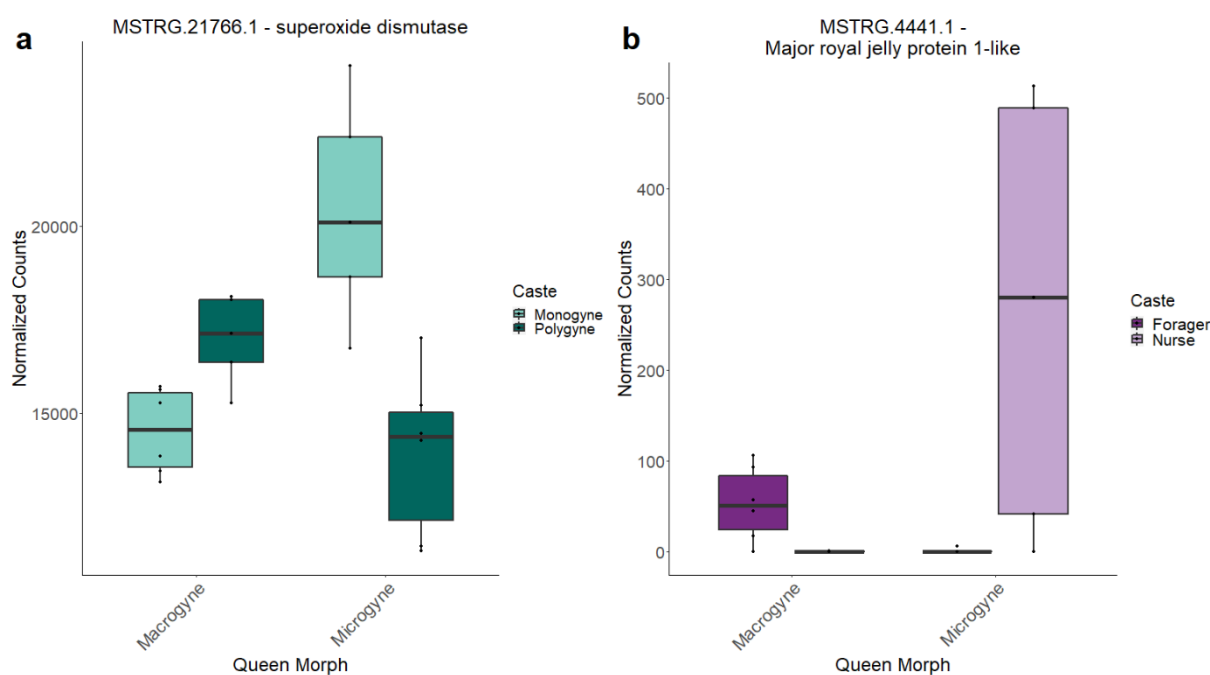 a
MSTRG.21766.1 - superoxide dismutase
Normalized Counts
20000
15000
Macrogyne
Microgyne
Queen Morph
Caste
Monogyne
Polygyne
b
MSTRG.4441.1 -
Major royal jelly protein 1-like
Normalized Counts
500
400
300
200
100
0
Macrogyne
Microgyne
Queen Morph
Caste
Forager
Nurse